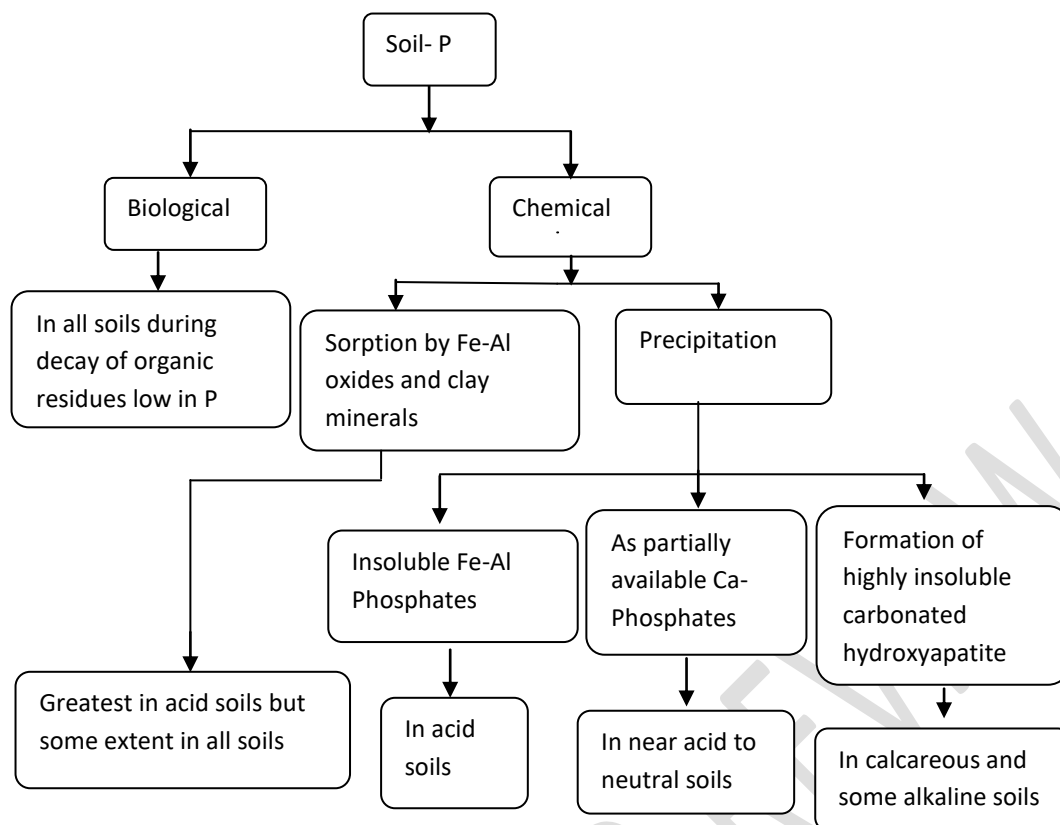 Soil- P
Biological
Chemical
In all soils during
decay of organic
residues low in P
Sorption by Fe-Al
oxides and clay
minerals
Precipitation
Insoluble Fe-Al
Phosphates
As partially
available Ca-
Phosphates
Formation of
highly insoluble
carbonated
hydroxyapatite
Greatest in acid soils but
some extent in all soils
In acid
soils
In near acid to
neutral soils
In calcareous and
some alkaline soils